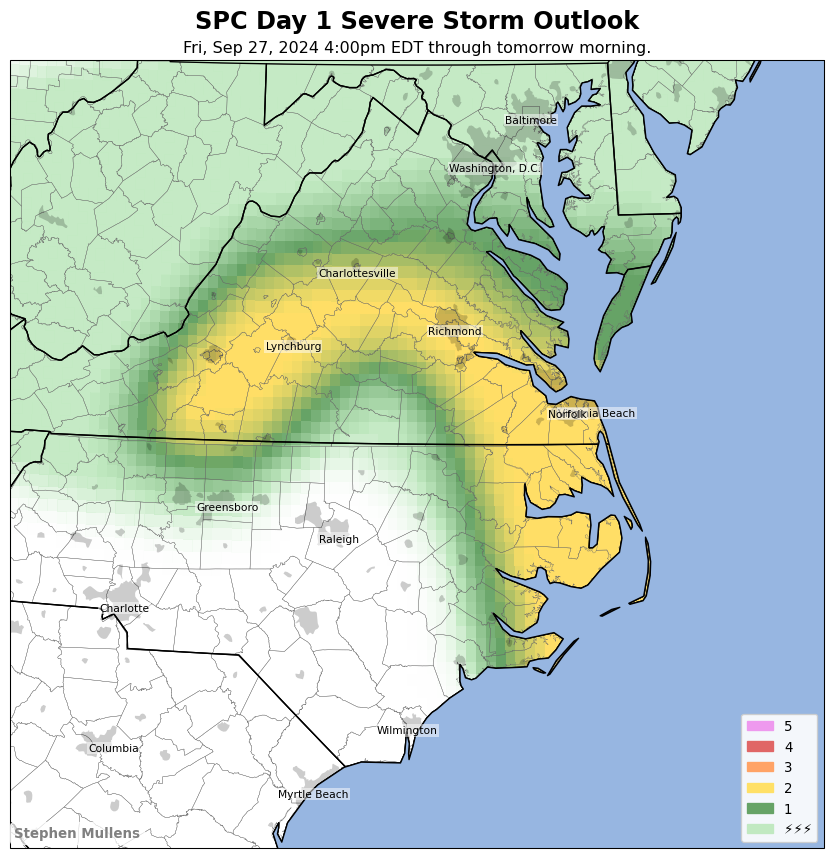 SPC Day 1 Severe Storm Outlook
Fri, Sep 27, 2024 4:00pm EDT through tomorrow morning.
Baltimore
Washington, D.C.
Charlottesville
Richmond
Lynchburg
Norfolk Beach
Greensboro
Raleigh
Charlotte
Wilmington
Columbia
Myrtle Beach
5
4
3
2
1
⚡⚡⚡
Stephen Mullens